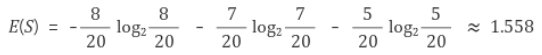 E(S) = -8/20 log₂ 8/20 - 7/20 log₂ 7/20 - 5/20 log₂ 5/20 ≈ 1.558